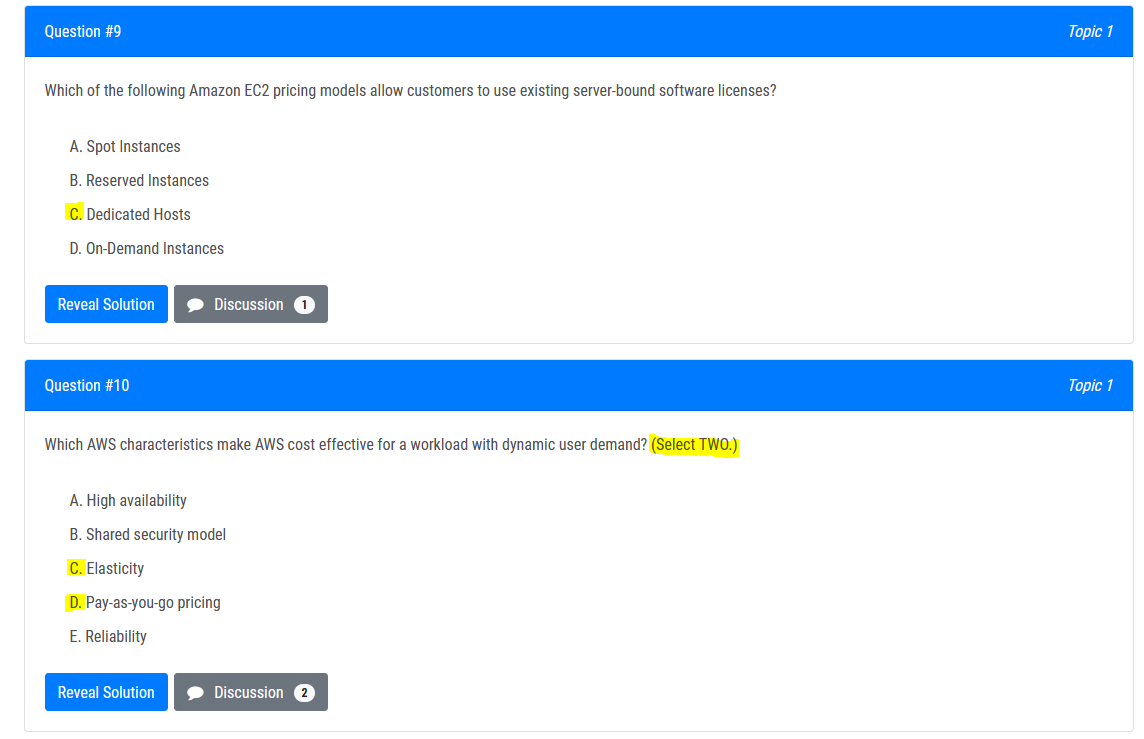 Question #9
Topic 1
Which of the following Amazon EC2 pricing models allow customers to use existing server-bound software licenses?
A. Spot Instances
B. Reserved Instances
C. Dedicated Hosts
D. On-Demand Instances
Reveal Solution
Discussion 1
Question #10
Topic 1
Which AWS characteristics make AWS cost effective for a workload with dynamic user demand? (Select TWO.)
A. High availability
B. Shared security model
C. Elasticity
D. Pay-as-you-go pricing
E. Reliability
Reveal Solution
Discussion 2